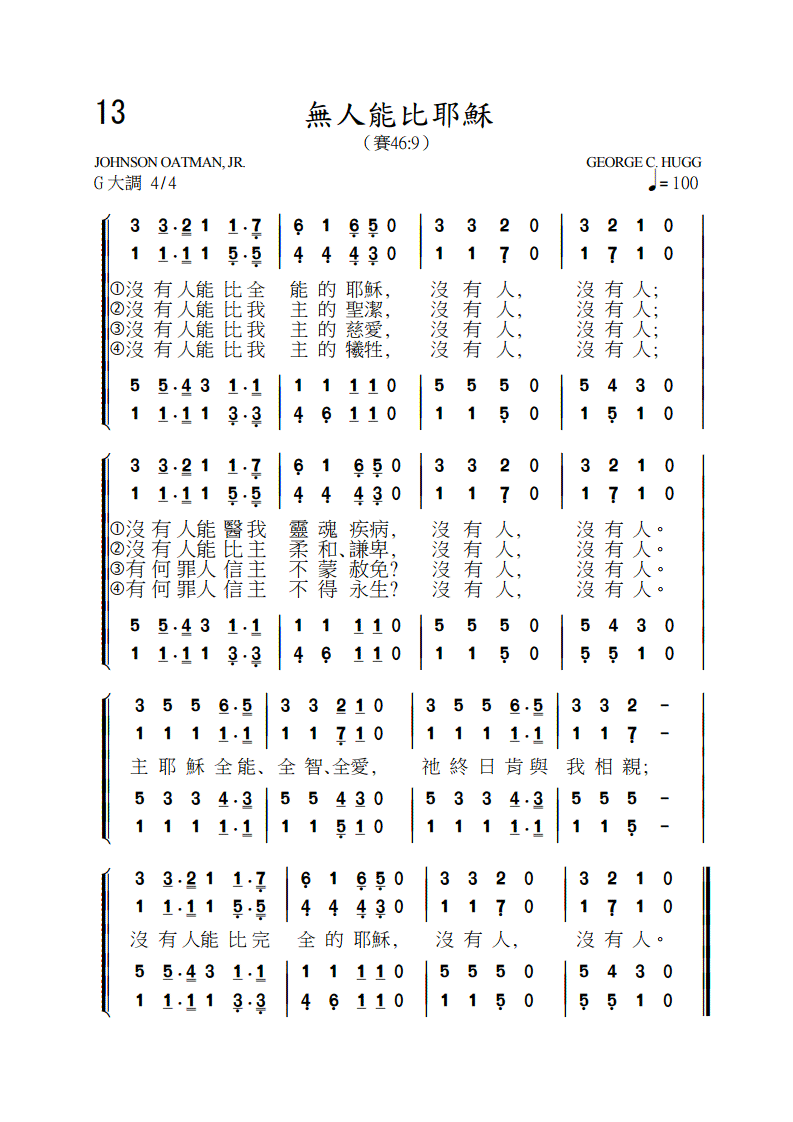 13
無人能比耶穌
（賽46:9）
JOHNSON OATMAN, JR. GEORGE C. HUGG
G 大調 4/4 ♩= 100
3 3·2 1 1·7 | 6 1 6 5 0 | 3 3 2 0 | 3 2 1 0
1 1·1 1 5·5 | 4 4 4 3 0 | 1 1 7 0 | 1 7 1 0
①沒有人能比全能的耶穌, 沒有人, 沒有人;
②沒有人能比我主的聖潔, 沒有人, 沒有人;
③沒有人能比我主的慈愛, 沒有人, 沒有人;
④沒有人能比我主的犧牲, 沒有人, 沒有人;
5 5·4 3 1·1 | 1 1 1 1 0 | 5 5 5 0 | 5 4 3 0
1 1·1 1 3·3 | 4 6 1 1 0 | 1 1 5 0 | 1 5 1 0
3 3·2 1 1·7 | 6 1 6 5 0 | 3 3 2 0 | 3 2 1 0
1 1·1 1 5·5 | 4 4 4 3 0 | 1 1 7 0 | 1 7 1 0
①沒有人能醫我靈魂疾病, 沒有人, 沒有人。
②沒有人能比主柔和、謙卑, 沒有人, 沒有人。
③有何罪人信主不蒙赦免? 沒有人, 沒有人。
④有何罪人信主不得永生? 沒有人, 沒有人。
5 5·4 3 1·1 | 1 1 1 1 0 | 5 5 5 0 | 5 4 3 0
1 1·1 1 3·3 | 4 6 1 1 0 | 1 1 5 0 | 5 5 1 0
3 5 5 6·5 | 3 3 2 1 0 | 3 5 5 6·5 | 3 3 2 -
1 1 1 1·1 | 1 1 7 1 0 | 1 1 1 1·1 | 1 1 7 -
主耶穌全能、全智、全愛, 祂終日肯與我相親;
5 3 3 4·3 | 5 5 4 3 0 | 5 3 3 4·3 | 5 5 5 -
1 1 1 1·1 | 1 1 5 1 0 | 1 1 1 1·1 | 1 1 5 -
3 3·2 1 1·7 | 6 1 6 5 0 | 3 3 2 0 | 3 2 1 0
1 1·1 1 5·5 | 4 4 4 3 0 | 1 1 7 0 | 1 7 1 0
沒有人能比完全的耶穌, 沒有人, 沒有人。
5 5·4 3 1·1 | 1 1 1 1 0 | 5 5 5 0 | 5 4 3 0
1 1·1 1 3·3 | 4 6 1 1 0 | 1 1 5 0 | 5 5 1 0